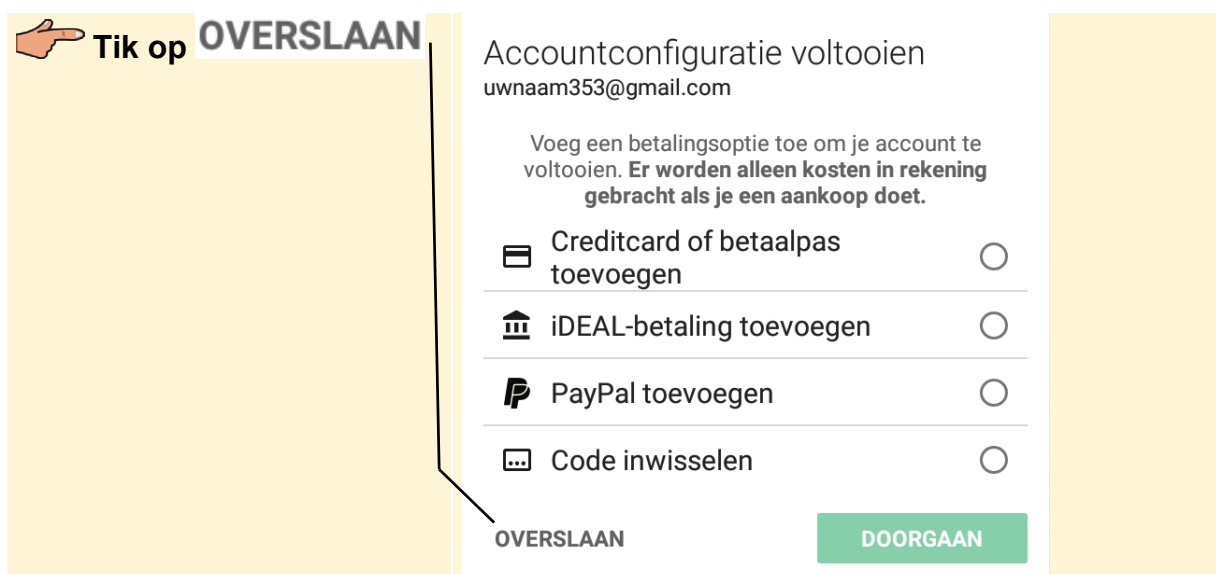 Tik op OVERSLAAN
Accountconfiguratie voltooien
uwnaam353@gmail.com
Voeg een betalingsoptie toe om je account te
voltooien. Er worden alleen kosten in rekening
gebracht als je een aankoop doet.
Creditcard of betaalpas
toevoegen
iDEAL-betaling toevoegen
PayPal toevoegen
Code inwisselen
OVERSLAAN
DOORGAAN